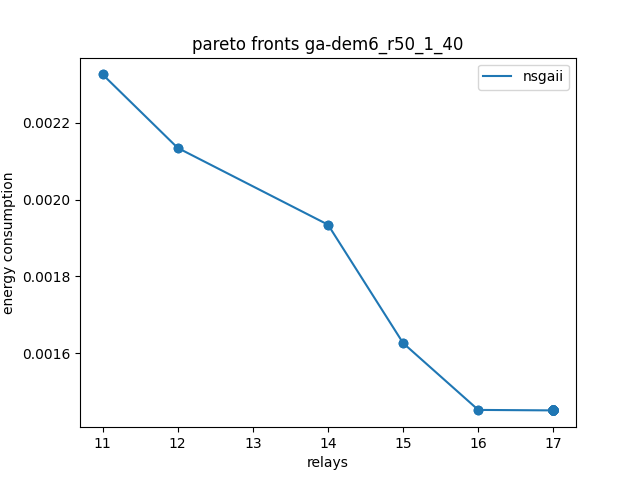 pareto fronts ga-dem6_r50_1_40
nsgaii
energy consumption
0.0022
0.0020
0.0018
0.0016
11 12 13 14 15 16 17
relays